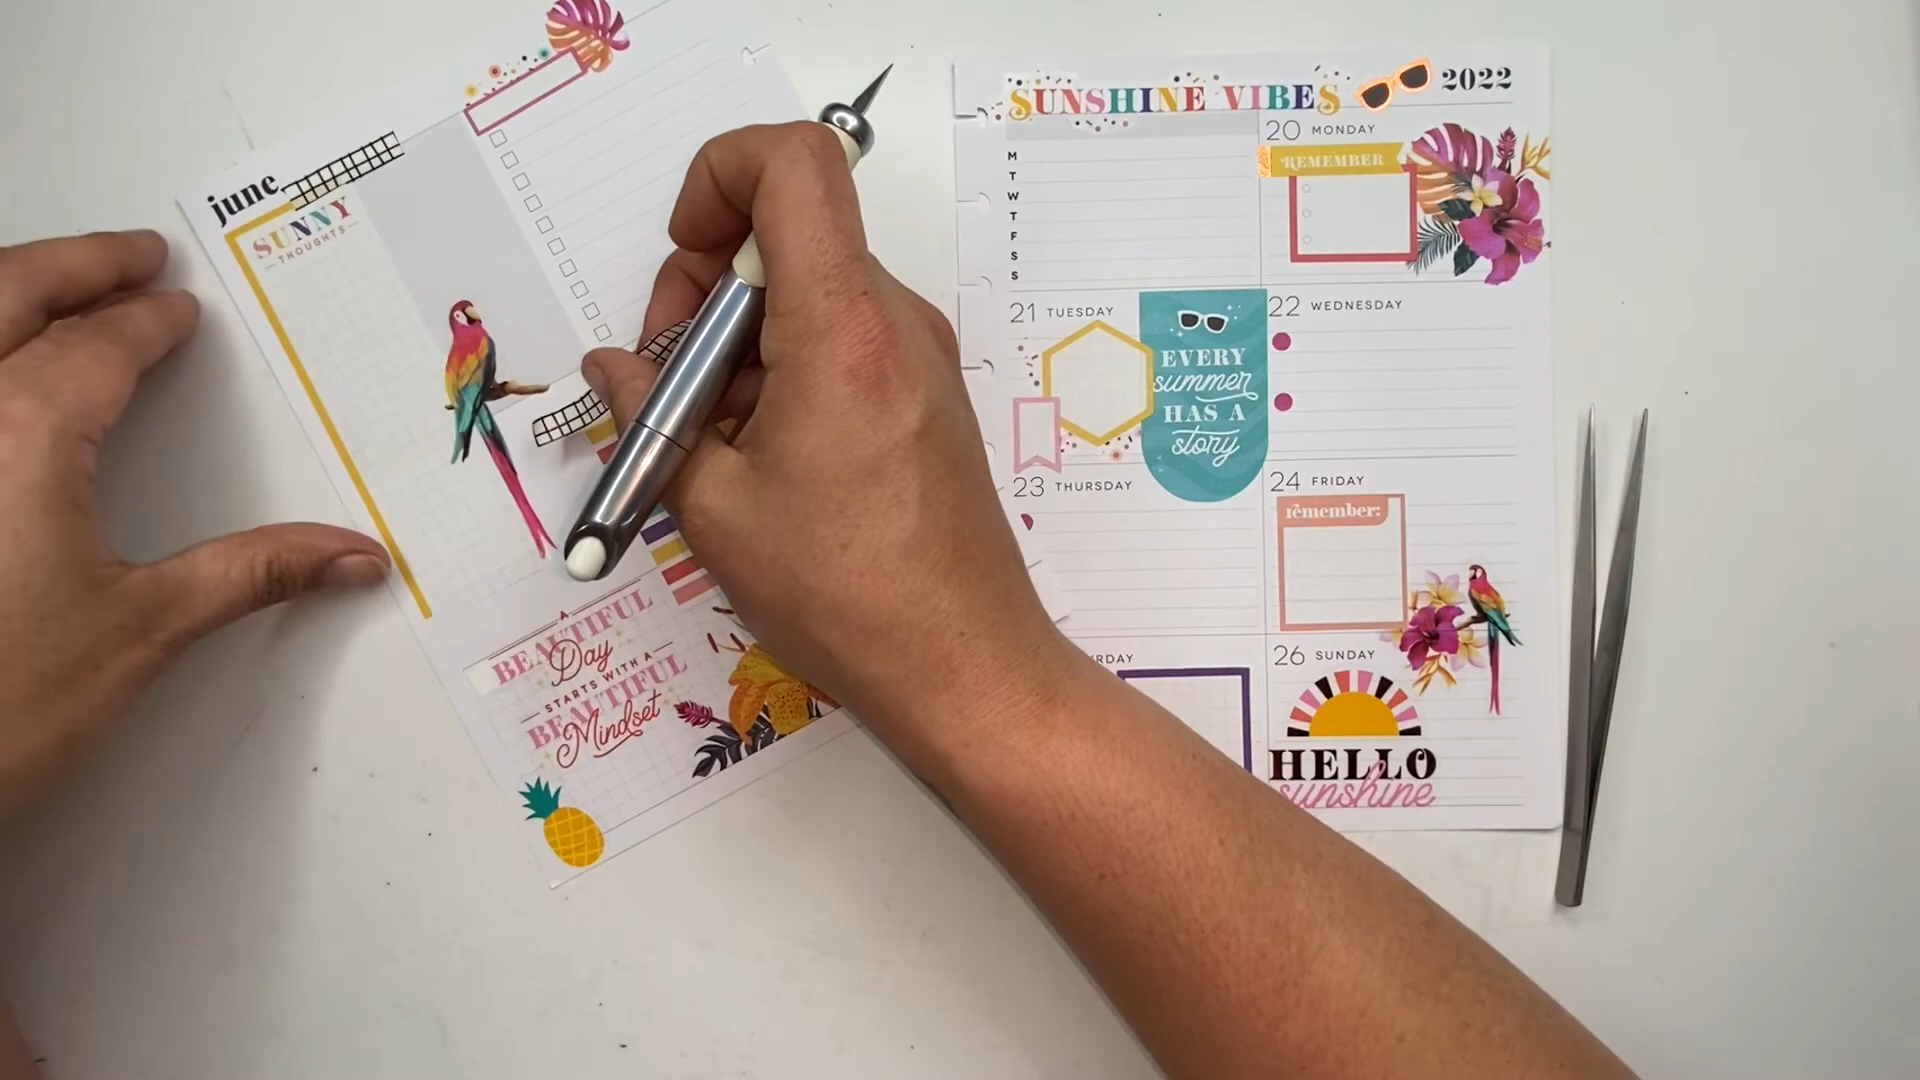 june
SUNNY
THOUGHTS
A
BEAUTIFUL
Day
STARTS WITH A
BEAUTIFUL
Mindset
SUNSHINE VIBES 2022
M
T
W
T
F
S
S
20 MONDAY
REMEMBER
21 TUESDAY
EVERY
summer
HAS A
story
22 WEDNESDAY
23 THURSDAY
24 FRIDAY
remember:
26 SUNDAY
HELLO
sunshine